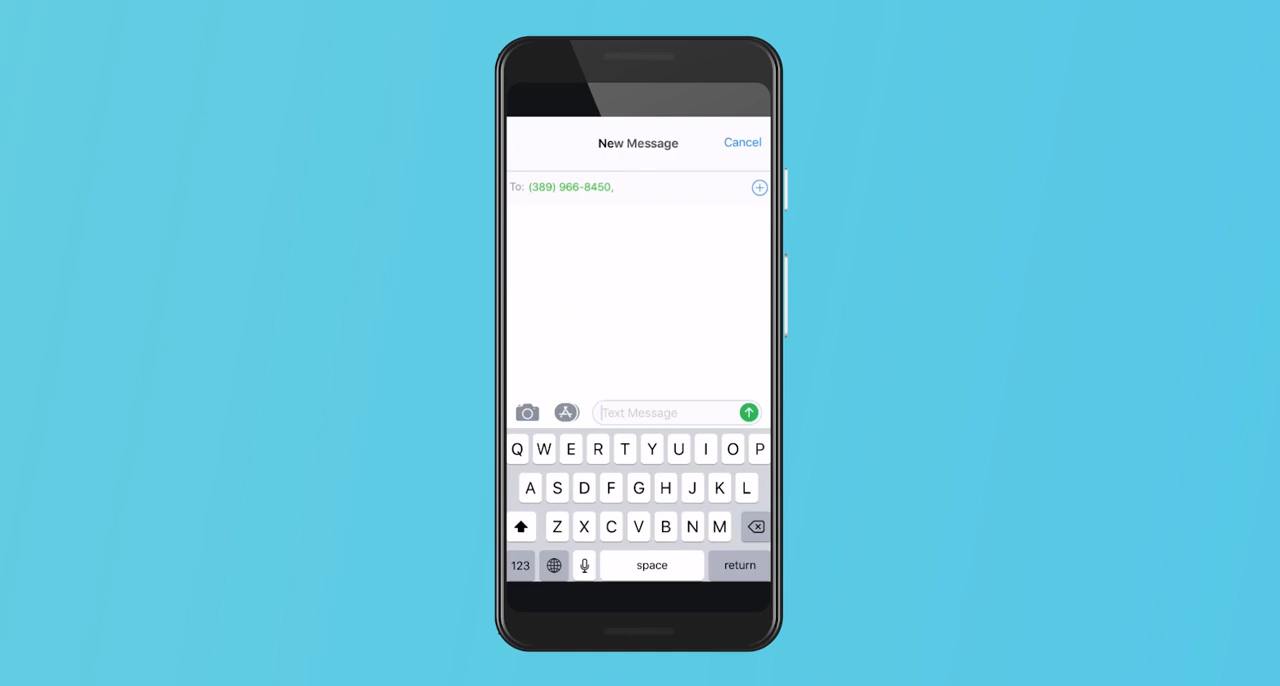 New Message Cancel
To: (389) 966-8450,
Text Message
Q W E R T Y U I O P
A S D F G H J K L
Z X C V B N M
123 space return